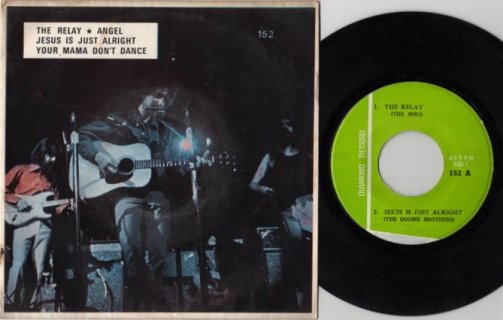 THE RELAY ★ ANGEL
JESUS IS JUST ALRIGHT
YOUR MAMA DON'T DANCE
152
1. THE RELAY
(THE WHO)
DIAMOND RECORD
45 RPM
SIDE 1
152 A
2. JESUS IS JUST ALRIGHT
(THE DOOBIE BROTHERS)